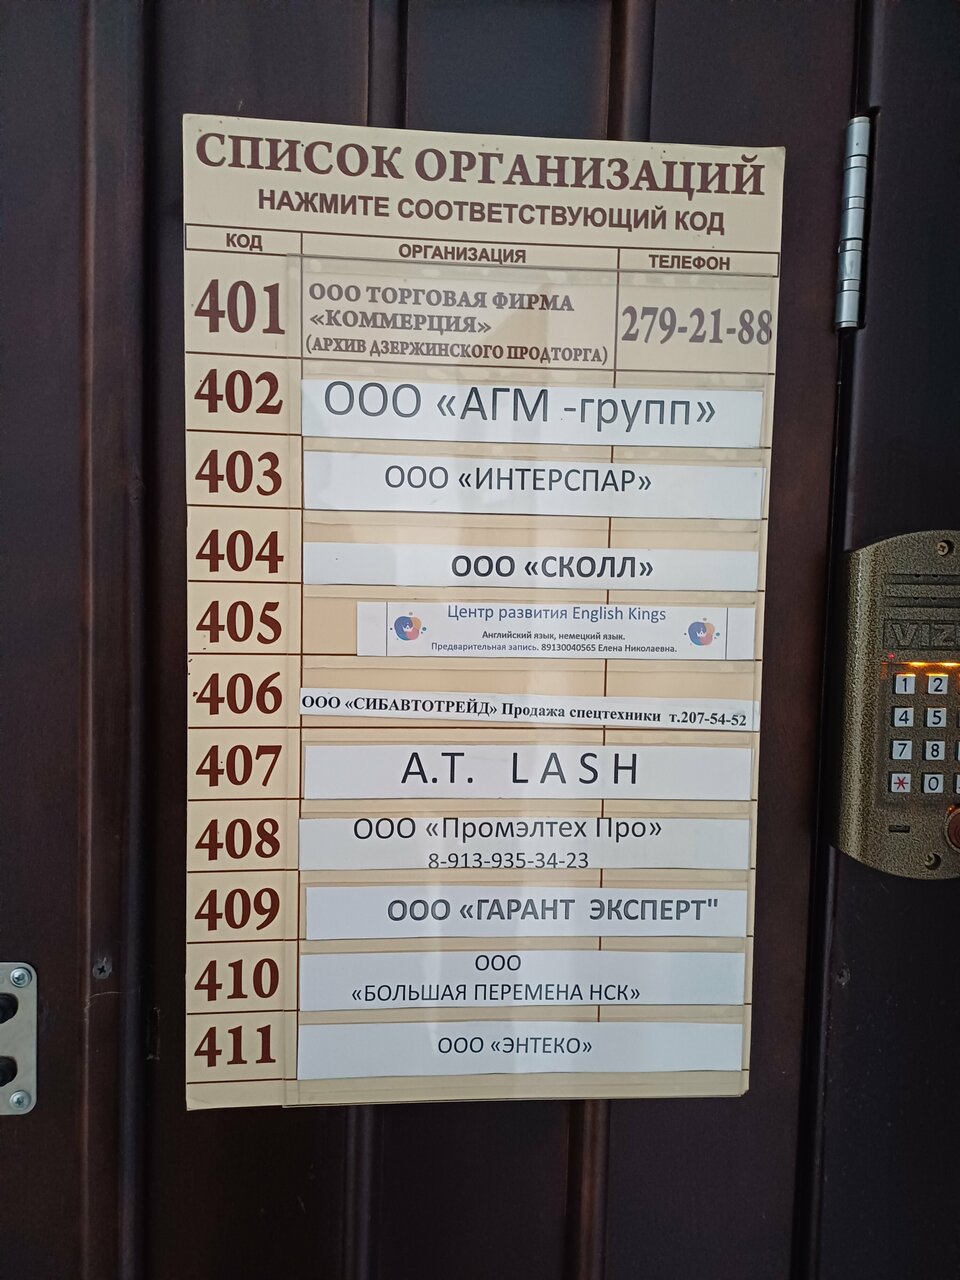 СПИСОК ОРГАНИЗАЦИЙ
НАЖМИТЕ СООТВЕТСТВУЮЩИЙ КОД
КОД ОРГАНИЗАЦИЯ ТЕЛЕФОН
401 ООО ТОРГОВАЯ ФИРМА
«КОММЕРЦИЯ»
(АРХИВ ДЗЕРЖИНСКОГО ПРОДТОРГА)
279-21-88
402 ООО «АГМ -групп»
403 ООО «ИНТЕРСПАР»
404 ООО «СКОЛЛ»
405 Центр развития English Kings
Английский язык, немецкий язык.
Предварительная запись. 89130040565 Елена Николаевна.
406 ООО «СИБАВТОТРЕЙД» Продажа спецтехники т.207-54-52
407 A.T. LASH
408 ООО «Промэлтех Про»
8-913-935-34-23
409 ООО «ГАРАНТ ЭКСПЕРТ"
410 ООО
«БОЛЬШАЯ ПЕРЕМЕНА НСК»
411 ООО «ЭНТЕКО»
VIZ
1 2
4 5
7 8
* 0